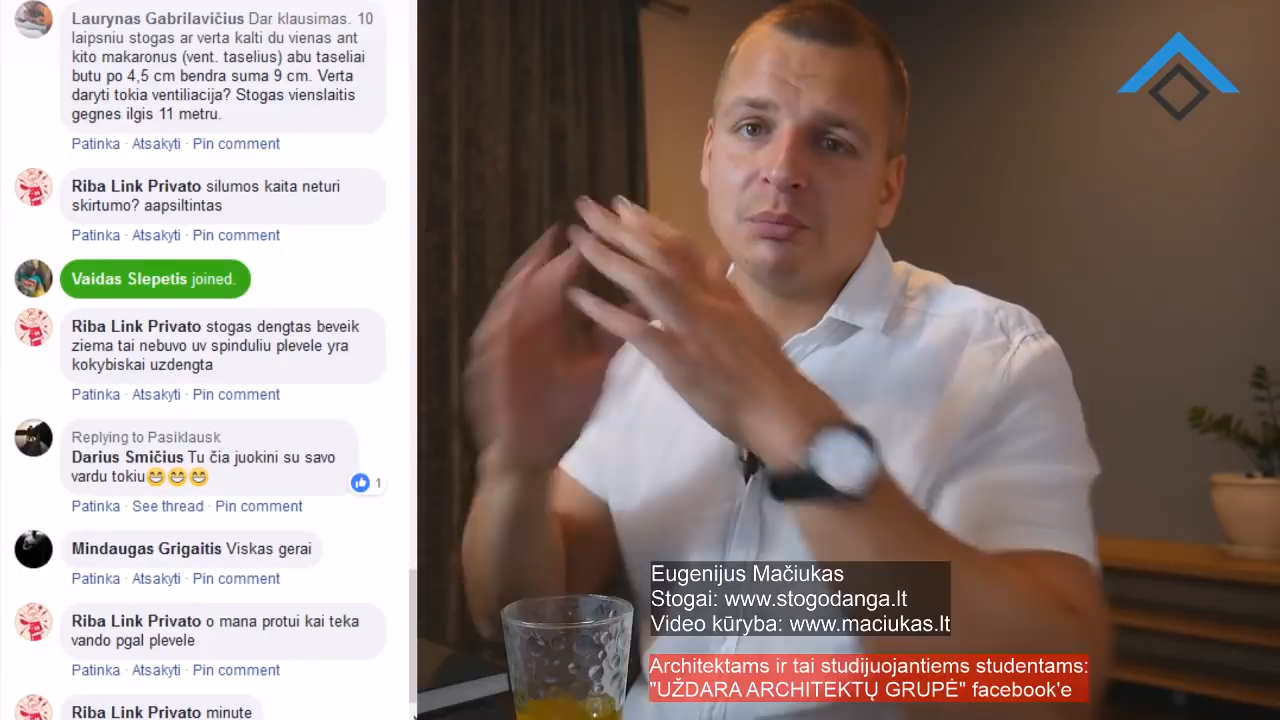 Laurynas Gabrilavičius Dar klausimas. 10
laipsniu stogas ar verta kalti du vienas ant
kito makaronus (vent. taselius) abu taseliai
butu po 4,5 cm bendra suma 9 cm. Verta
daryti tokia ventiliacija? Stogas vienslaitis
gegnes ilgis 11 metru.
Patinka · Atsakyti · Pin comment
Riba Link Privato silumos kaita neturi
skirtumo? aapsiltintas
Patinka · Atsakyti · Pin comment
Vaidas Slepetis joined.
Riba Link Privato stogas dengtas beveik
ziema tai nebuvo uv spinduliu plevele yra
kokybiskai uzdengta
Patinka · Atsakyti · Pin comment
Replying to Pasiklausk
Darius Smičius Tu čia juokini su savo
vardu tokiu😁😁😁
1
Patinka · See thread · Pin comment
Mindaugas Grigaitis Viskas gerai
Patinka · Atsakyti · Pin comment
Riba Link Privato o mana protui kai teka
vando pgal plevele
Patinka · Atsakyti · Pin comment
Riba Link Privato minute
Eugenijus Mačiukas
Stogai: www.stogodanga.lt
Video kūryba: www.maciukas.lt
Architektams ir tai studijuojantiems studentams:
"UŽDARA ARCHITEKTŲ GRUPĖ" facebook'e